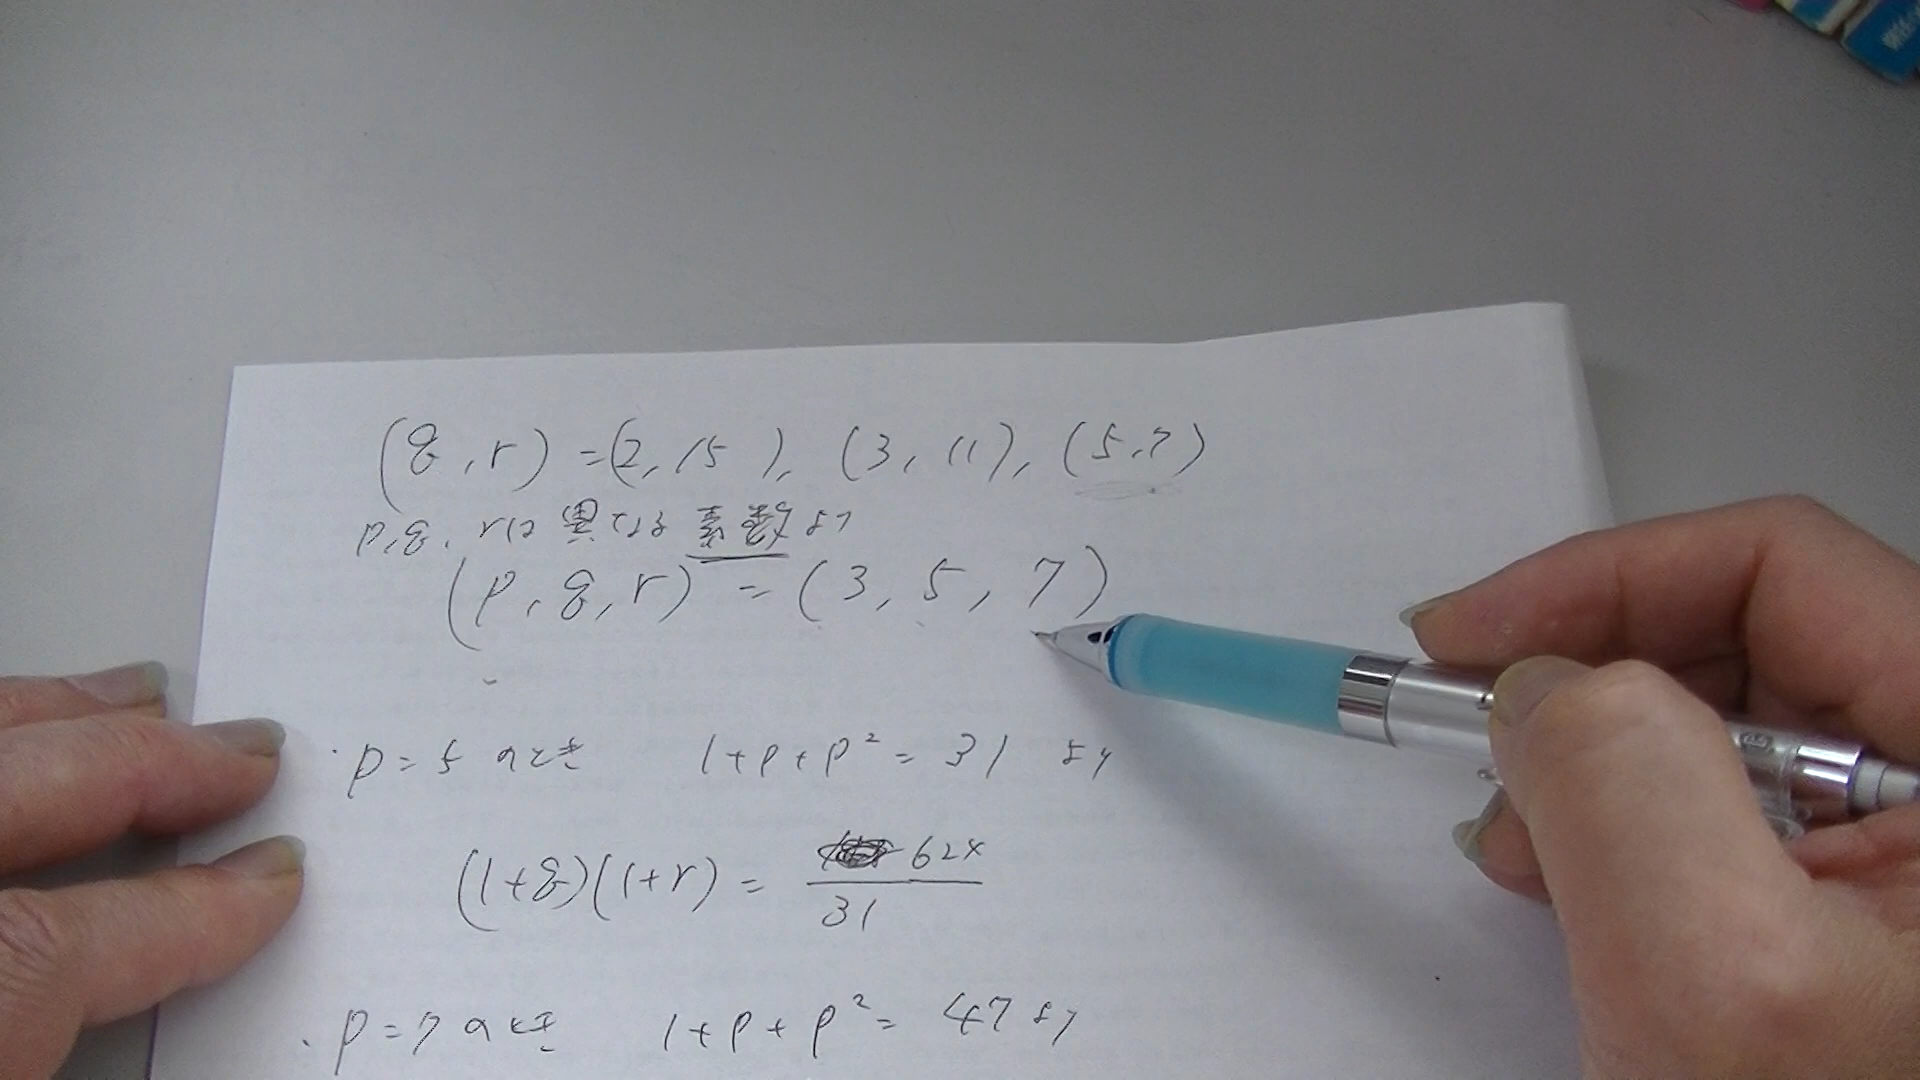 (q, r) = (2, 15), (3, 11), (5, 7)
p, q, rは異なる素数より
(p, q, r) = (3, 5, 7)
・p = 5 のとき 1 + p + p² = 31 より
(1+q)(1+r) = 624/31
・p = 7 のとき 1 + p + p² = 47 より